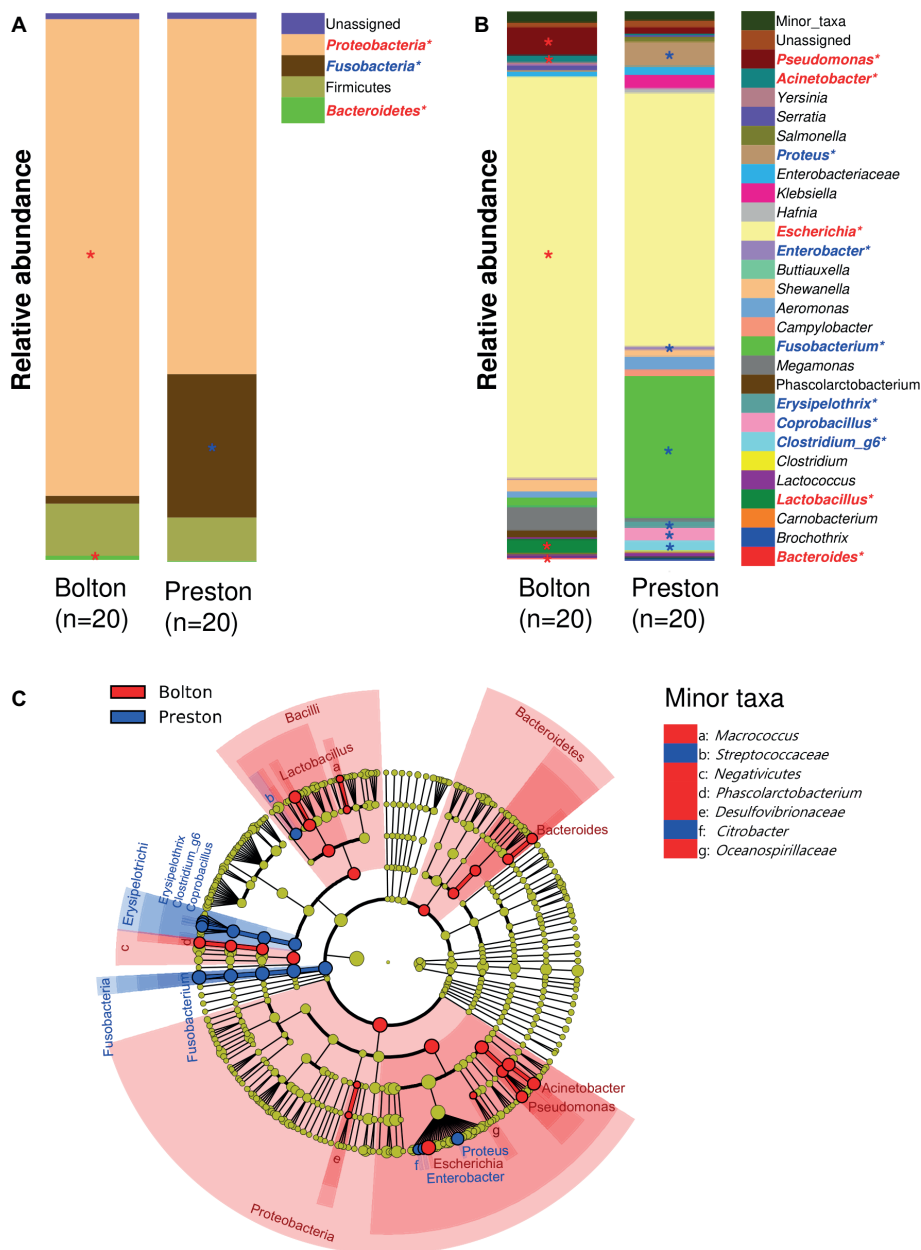 A
Relative abundance
Bolton
(n=20)
Preston
(n=20)
Unassigned
Proteobacteria*
Fusobacteria*
Firmicutes
Bacteroidetes*
B
Relative abundance
Bolton
(n=20)
Preston
(n=20)
Minor_taxa
Unassigned
Pseudomonas*
Acinetobacter*
Yersinia
Serratia
Salmonella
Proteus*
Enterobacteriaceae
Klebsiella
Hafnia
Escherichia*
Enterobacter*
Buttiauxella
Shewanella
Aeromonas
Campylobacter
Fusobacterium*
Megamonas
Phascolarctobacterium
Erysipelothrix*
Coprobacillus*
Clostridium_g6*
Clostridium
Lactococcus
Lactobacillus*
Carnobacterium
Brochothrix
Bacteroides*
C
Bolton
Preston
Bacilli
Lactobacillus
a
b
Bacteroidetes
Bacteroides
Erysipelotrichi
Erysipelothrix
Clostridium_g6
Coprobacillus
c
d
Fusobacteria
Fusobacterium
Acinetobacter
Pseudomonas
g
Proteus
f
Escherichia
Enterobacter
e
Proteobacteria
Minor taxa
a: Macrococcus
b: Streptococcaceae
c: Negativicutes
d: Phascolarctobacterium
e: Desulfovibrionaceae
f: Citrobacter
g: Oceanospirillaceae